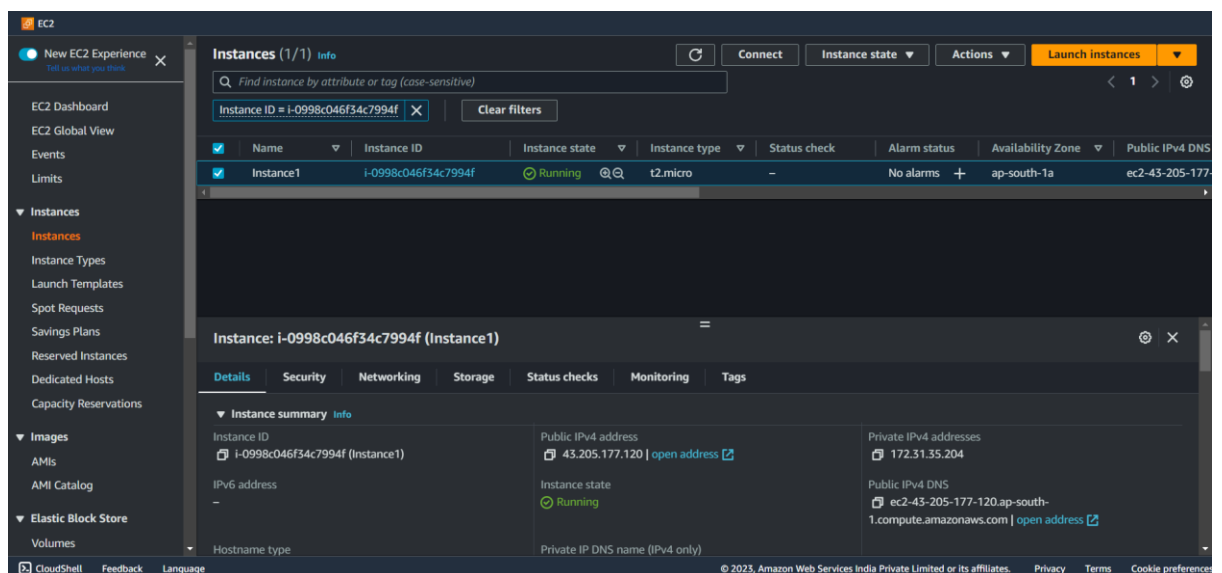 EC2
New EC2 Experience
Tell us what you think
EC2 Dashboard
EC2 Global View
Events
Limits
Instances
Instances
Instance Types
Launch Templates
Spot Requests
Savings Plans
Reserved Instances
Dedicated Hosts
Capacity Reservations
Images
AMIs
AMI Catalog
Elastic Block Store
Volumes
Instances (1/1) Info
Connect Instance state Actions Launch instances
Find instance by attribute or tag (case-sensitive)
1
Instance ID = i-0998c046f34c7994f Clear filters
Name Instance ID Instance state Instance type Status check Alarm status Availability Zone Public IPv4 DNS
Instance1 i-0998c046f34c7994f Running t2.micro – No alarms + ap-south-1a ec2-43-205-177-
Instance: i-0998c046f34c7994f (Instance1)
Details Security Networking Storage Status checks Monitoring Tags
Instance summary Info
Instance ID Public IPv4 address Private IPv4 addresses
i-0998c046f34c7994f (Instance1) 43.205.177.120 | open address 172.31.35.204
IPv6 address Instance state Public IPv4 DNS
– Running ec2-43-205-177-120.ap-south-
1.compute.amazonaws.com | open address
Hostname type Private IP DNS name (IPv4 only)
CloudShell Feedback Language © 2023, Amazon Web Services India Private Limited or its affiliates. Privacy Terms Cookie preferences